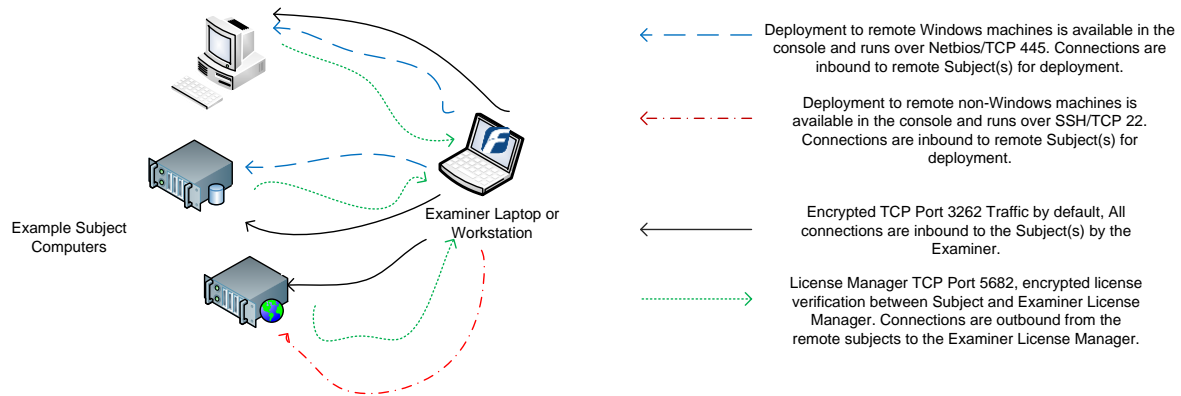 Deployment to remote Windows machines is available in the
console and runs over Netbios/TCP 445. Connections are
inbound to remote Subject(s) for deployment.
Deployment to remote non-Windows machines is
available in the console and runs over SSH/TCP 22.
Connections are inbound to remote Subject(s) for
deployment.
Example Subject
Computers
Examiner Laptop or
Workstation
Encrypted TCP Port 3262 Traffic by default, All
connections are inbound to the Subject(s) by the
Examiner.
License Manager TCP Port 5682, encrypted license
verification between Subject and Examiner License
Manager. Connections are outbound from the
remote subjects to the Examiner License Manager.